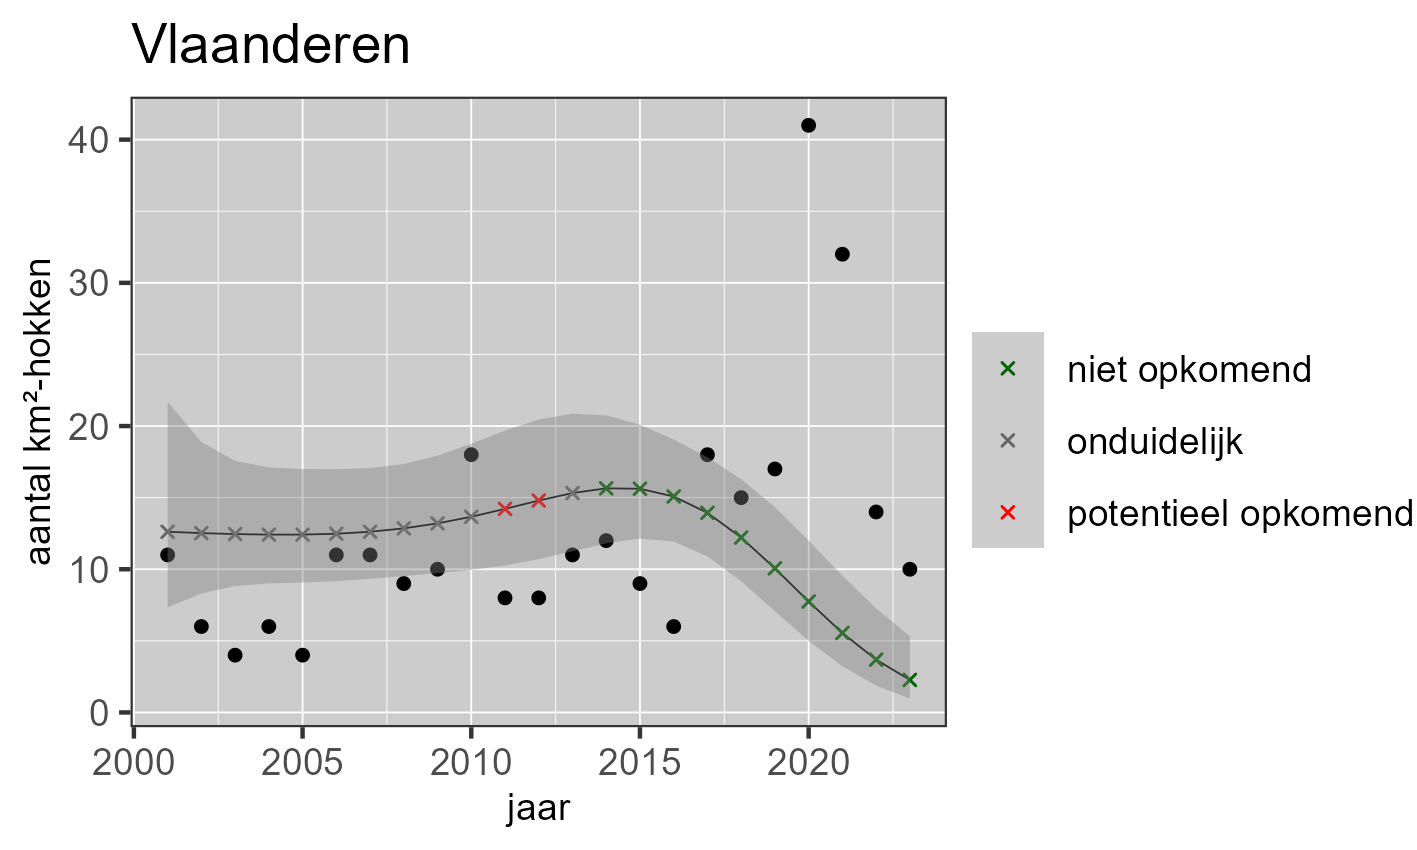 Vlaanderen
40
30
20
10
0
aantal km²-hokken
2000 2005 2010 2015 2020
jaar
niet opkomend
onduidelijk
potentieel opkomend